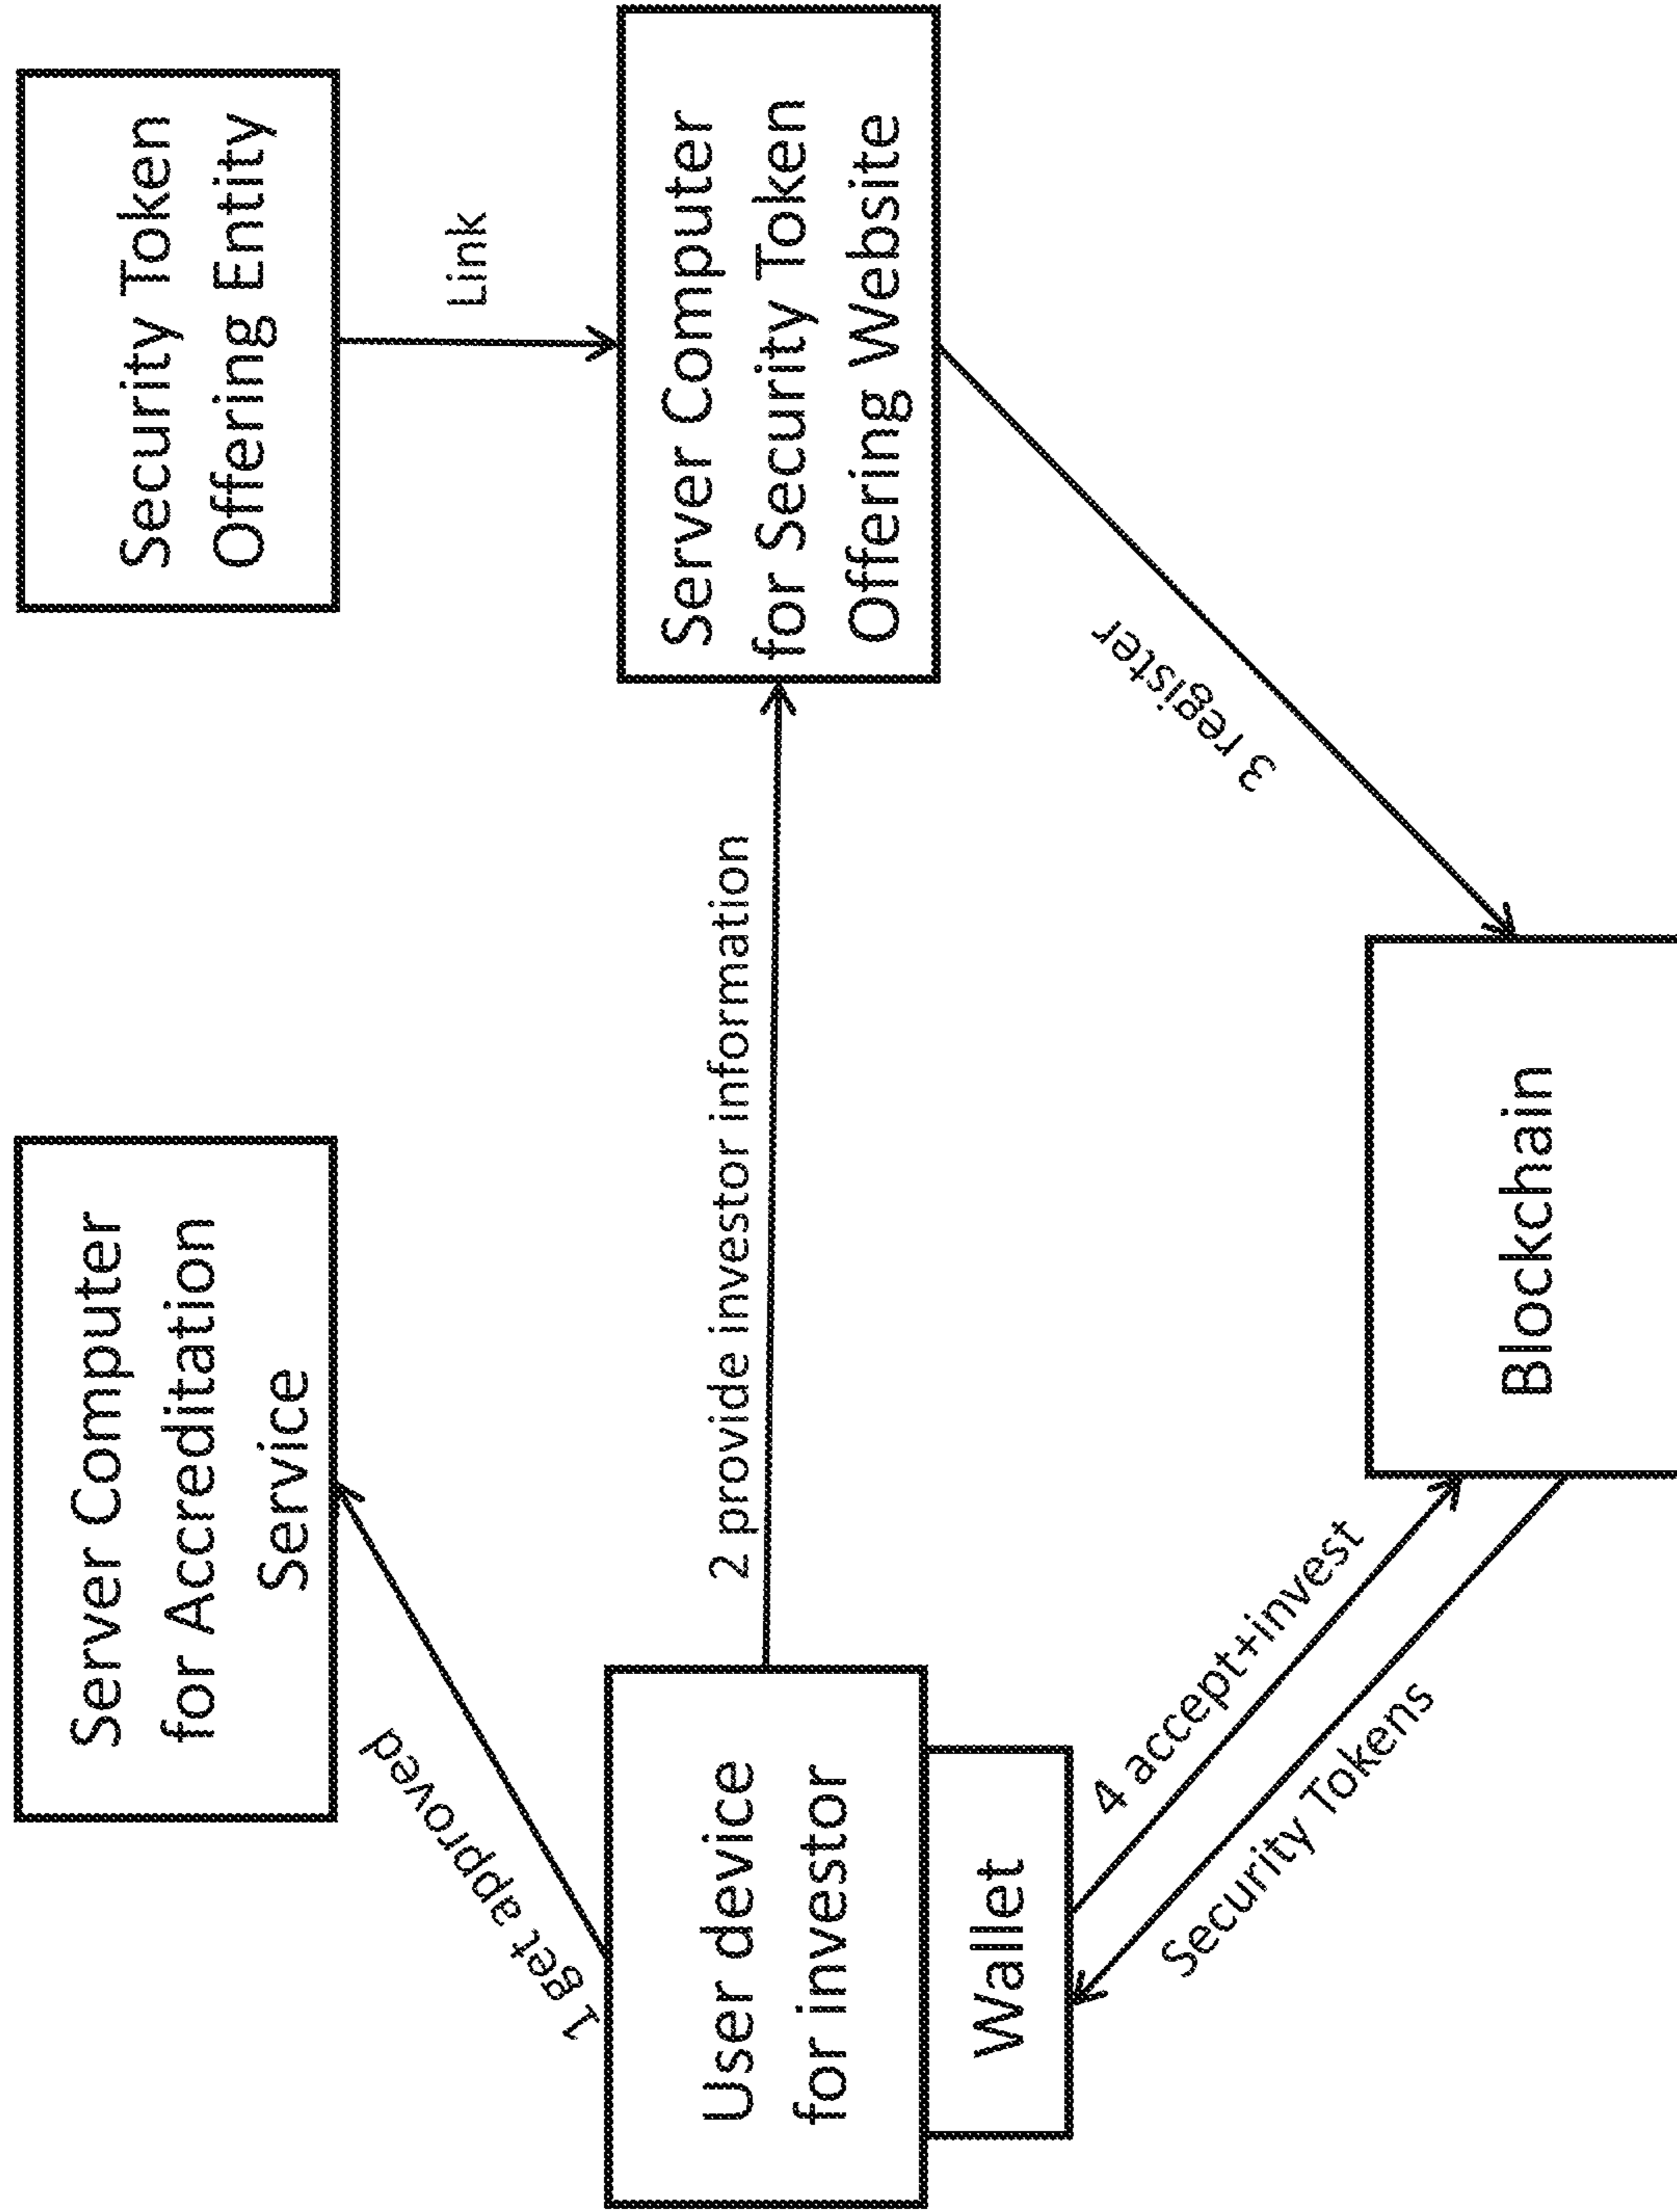 Server Computer
for Accreditation
Service
Security Token
Offering Entity
1 get approved
Link
User device
for investor
2 provide investor information
Server Computer
for Security Token
Offering Website
Wallet
4 accept+invest
Security Tokens
3 register
Blockchain